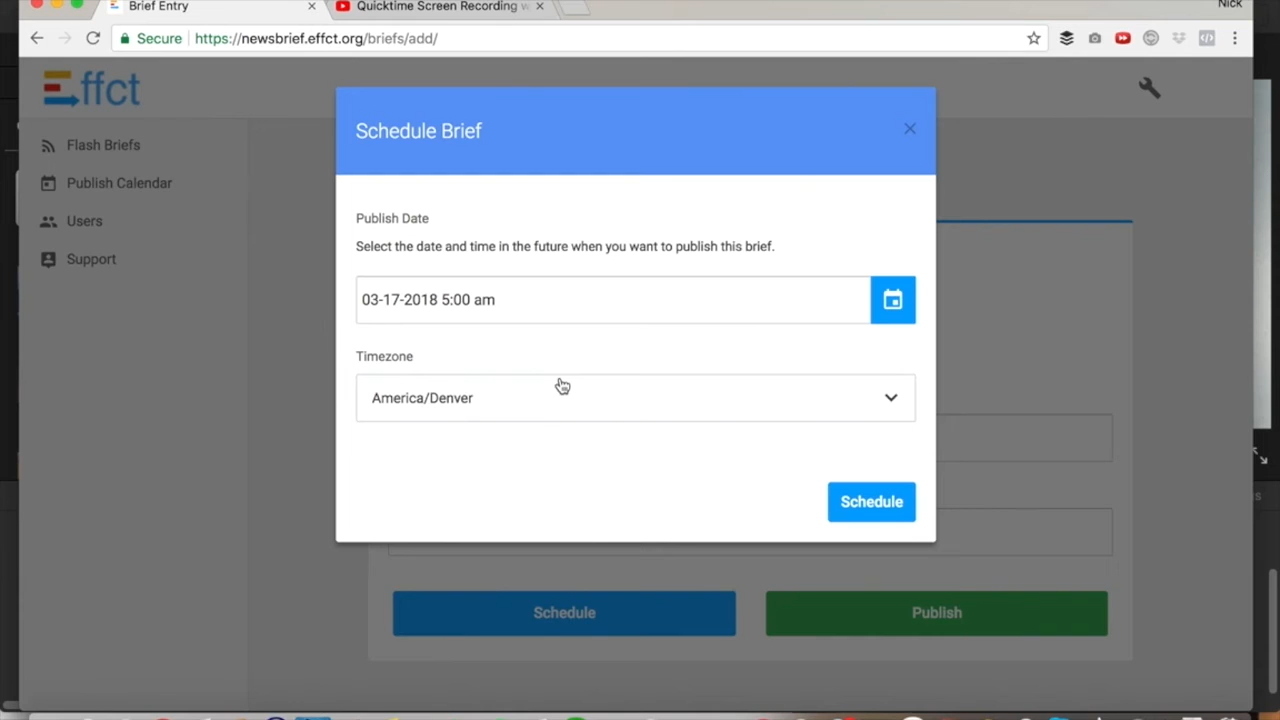 Brief Entry
Quicktime Screen Recording w
Nick
Secure
https://newsbrief.effct.org/briefs/add/
Effct
Flash Briefs
Publish Calendar
Users
Support
Schedule Brief
Publish Date
Select the date and time in the future when you want to publish this brief.
03-17-2018 5:00 am
Timezone
America/Denver
Schedule
Schedule
Publish